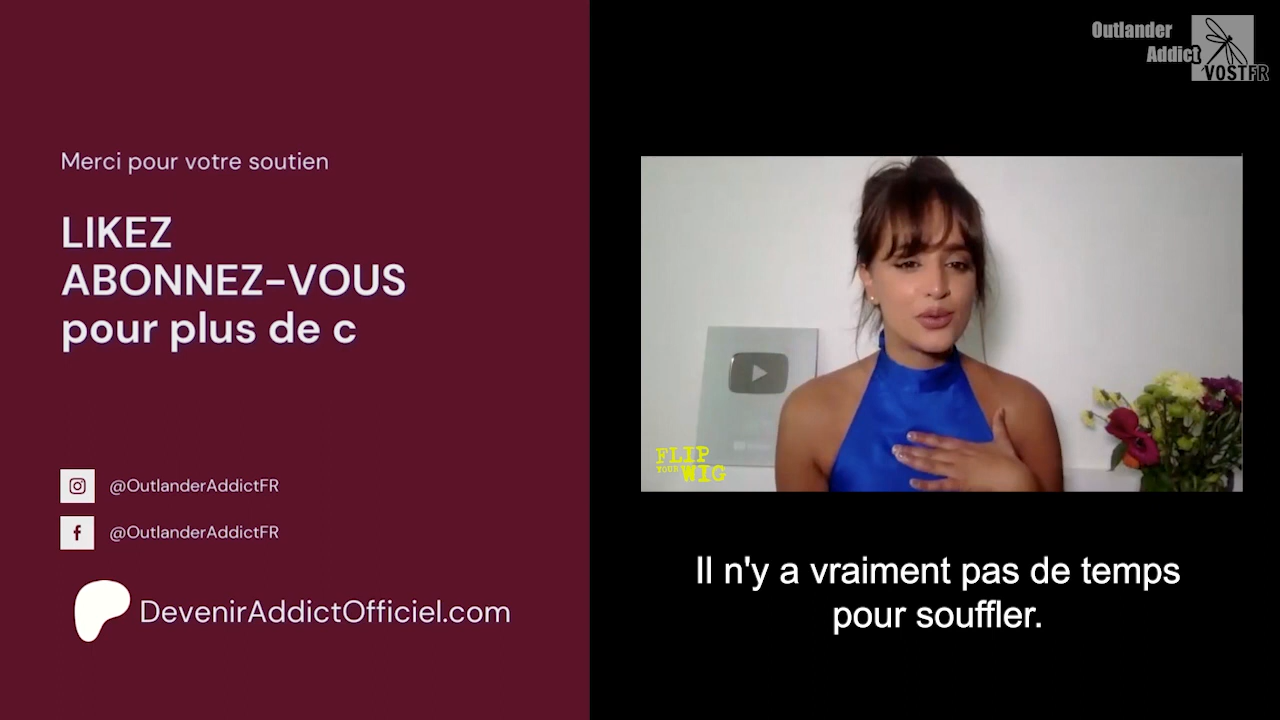 Outlander
Addict
VOSTFR
Merci pour votre soutien
LIKEZ
ABONNEZ-VOUS
pour plus de c
@OutlanderAddictFR
@OutlanderAddictFR
DevenirAddictOfficiel.com
FLIP
YOUR WIG
Il n'y a vraiment pas de temps
pour souffler.